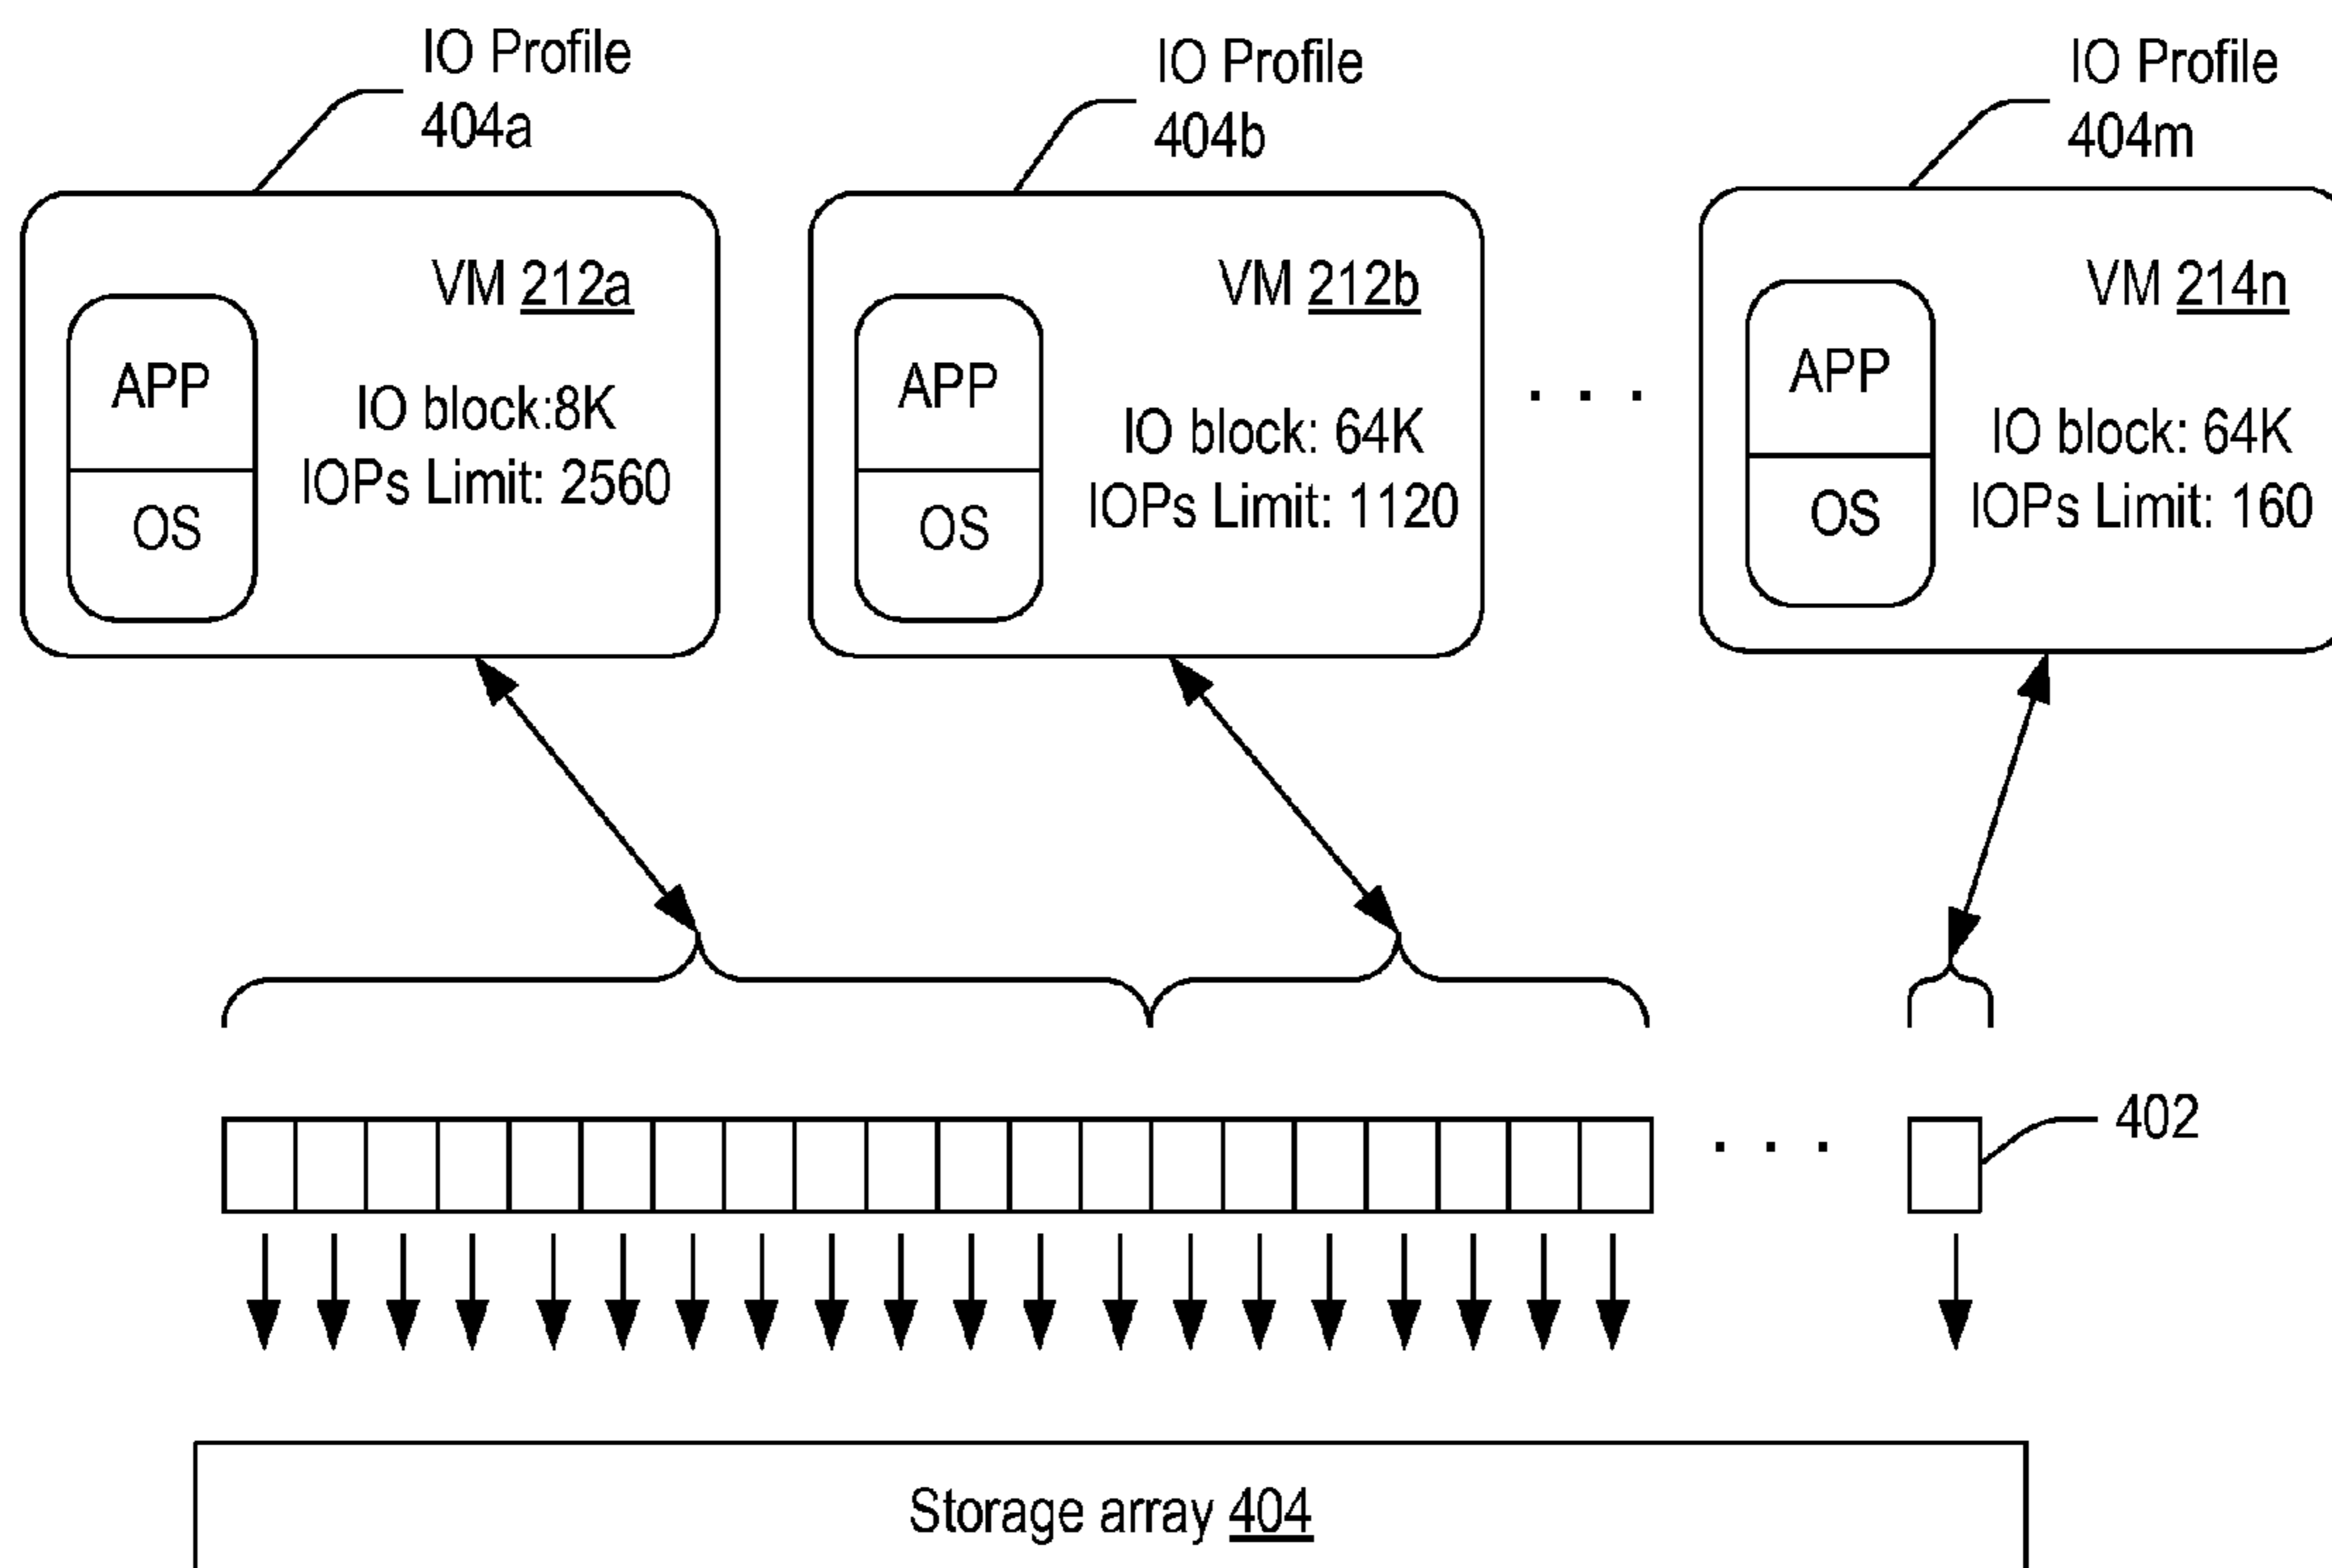 IO Profile
404a
IO Profile
404b
IO Profile
404m
VM 212a
APP
IO block:8K
IOPs Limit: 2560
OS
VM 212b
APP
IO block: 64K
IOPs Limit: 1120
OS
. . .
VM 214n
APP
IO block: 64K
IOPs Limit: 160
OS
. . .
402
Storage array 404